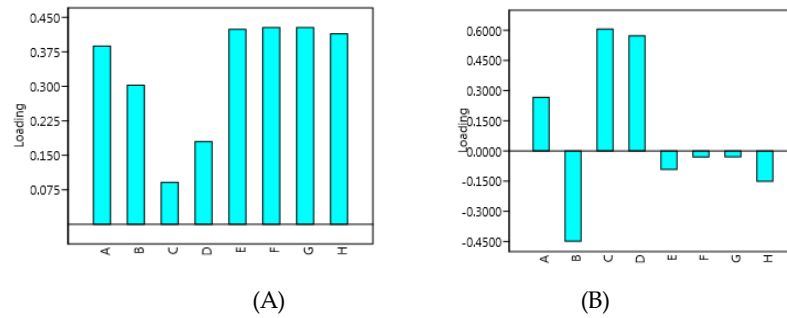 0.450
0.375
0.300
0.225
0.150
0.075
Loading
A B C D E F G H
(A)
0.6000
0.4500
0.3000
0.1500
0.0000
-0.1500
-0.3000
-0.4500
Loading
A B C D E F G H
(B)